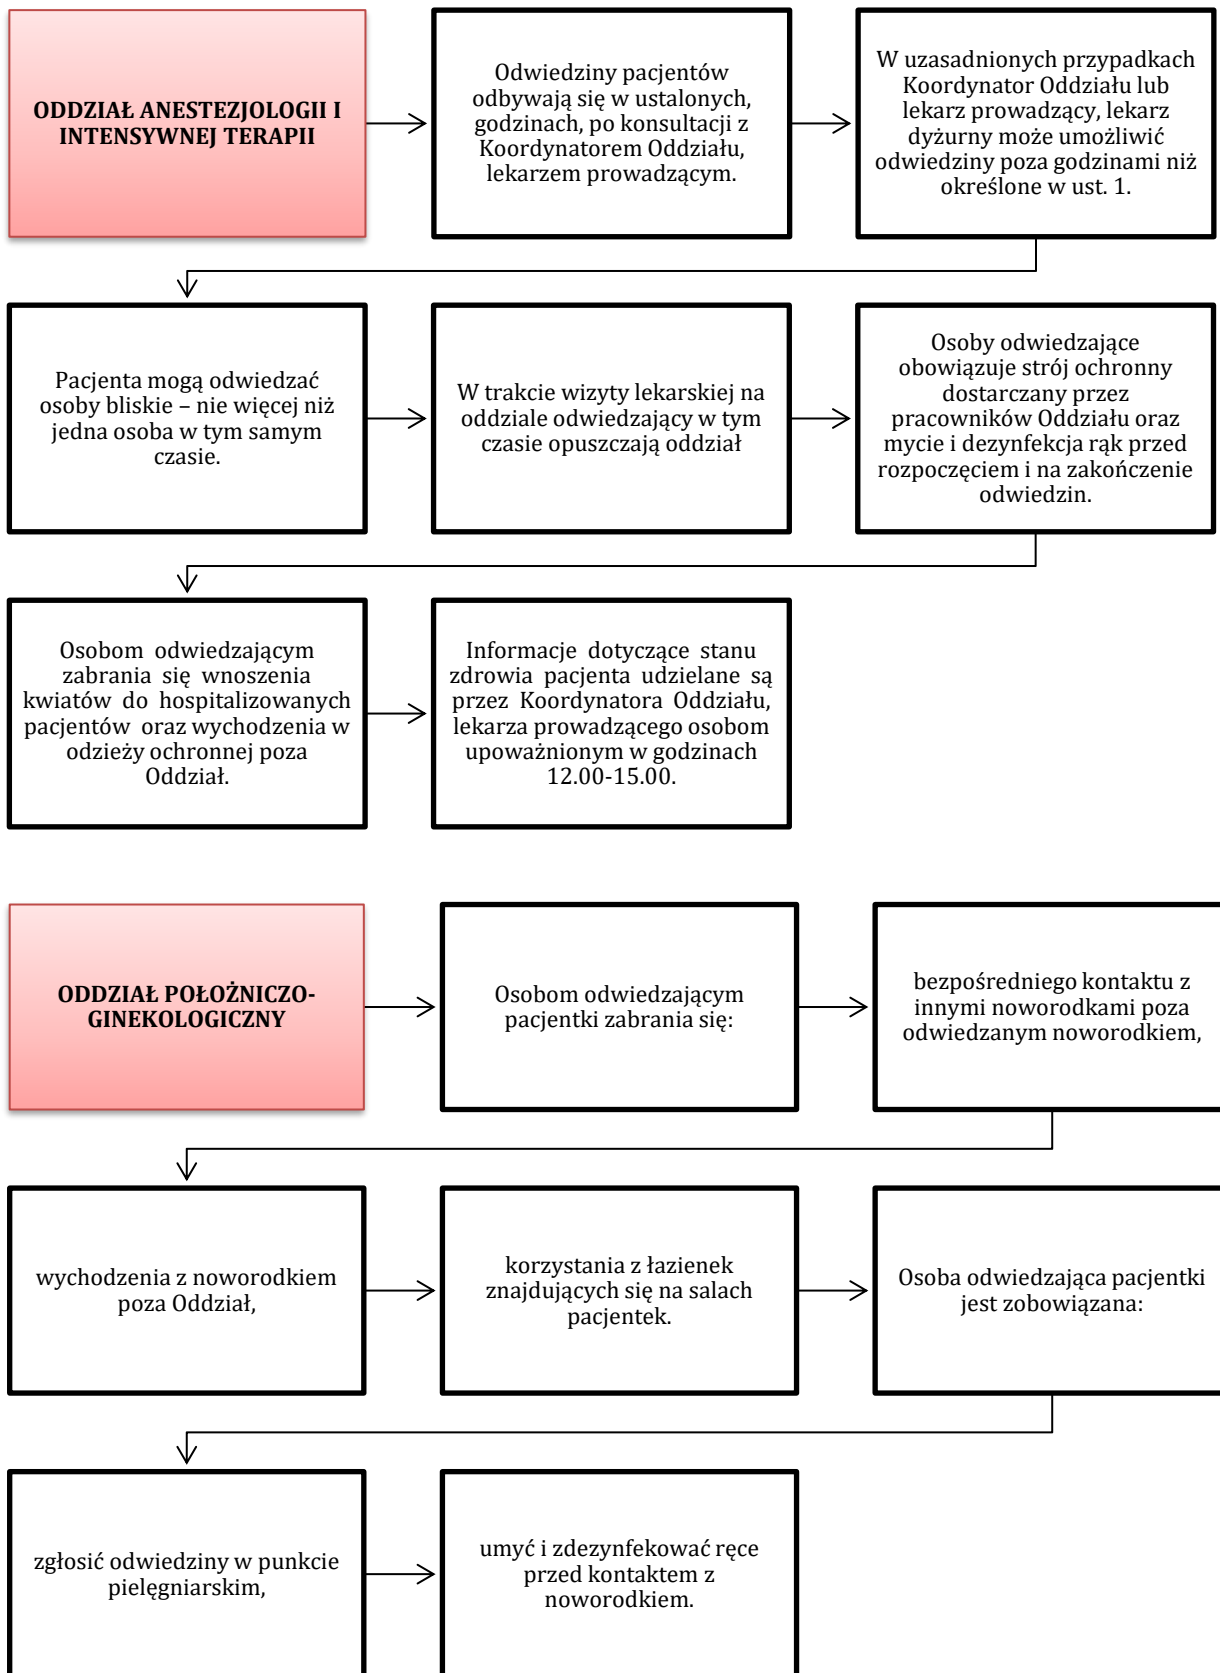 ODDZIAŁ ANESTEZJOLOGII I
INTENSYWNEJ TERAPII
Odwiedziny pacjentów
odbywają się w ustalonych,
godzinach, po konsultacji z
Koordynatorem Oddziału,
lekarzem prowadzącym.
W uzasadnionych przypadkach
Koordynator Oddziału lub
lekarz prowadzący, lekarz
dyżurny może umożliwić
odwiedziny poza godzinami niż
określone w ust. 1.
Pacjenta mogą odwiedzać
osoby bliskie – nie więcej niż
jedna osoba w tym samym
czasie.
W trakcie wizyty lekarskiej na
oddziale odwiedzający w tym
czasie opuszczają oddział
Osoby odwiedzające
obowiązuje strój ochronny
dostarczany przez
pracowników Oddziału oraz
mycie i dezynfekcja rąk przed
rozpoczęciem i na zakończenie
odwiedzin.
Osobom odwiedzającym
zabrania się wnoszenia
kwiatów do hospitalizowanych
pacjentów oraz wychodzenia w
odzieży ochronnej poza
Oddział.
Informacje dotyczące stanu
zdrowia pacjenta udzielane są
przez Koordynatora Oddziału,
lekarza prowadzącego osobom
upoważnionym w godzinach
12.00-15.00.
ODDZIAŁ POŁOŻNICZO-
GINEKOLOGICZNY
Osobom odwiedzającym
pacjentki zabrania się:
bezpośredniego kontaktu z
innymi noworodkami poza
odwiedzanym noworodkiem,
wychodzenia z noworodkiem
poza Oddział,
korzystania z łazienek
znajdujących się na salach
pacjentek.
Osoba odwiedzająca pacjentki
jest zobowiązana:
zgłosić odwiedziny w punkcie
pielęgniarskim,
umyć i zdezynfekować ręce
przed kontaktem z
noworodkiem.